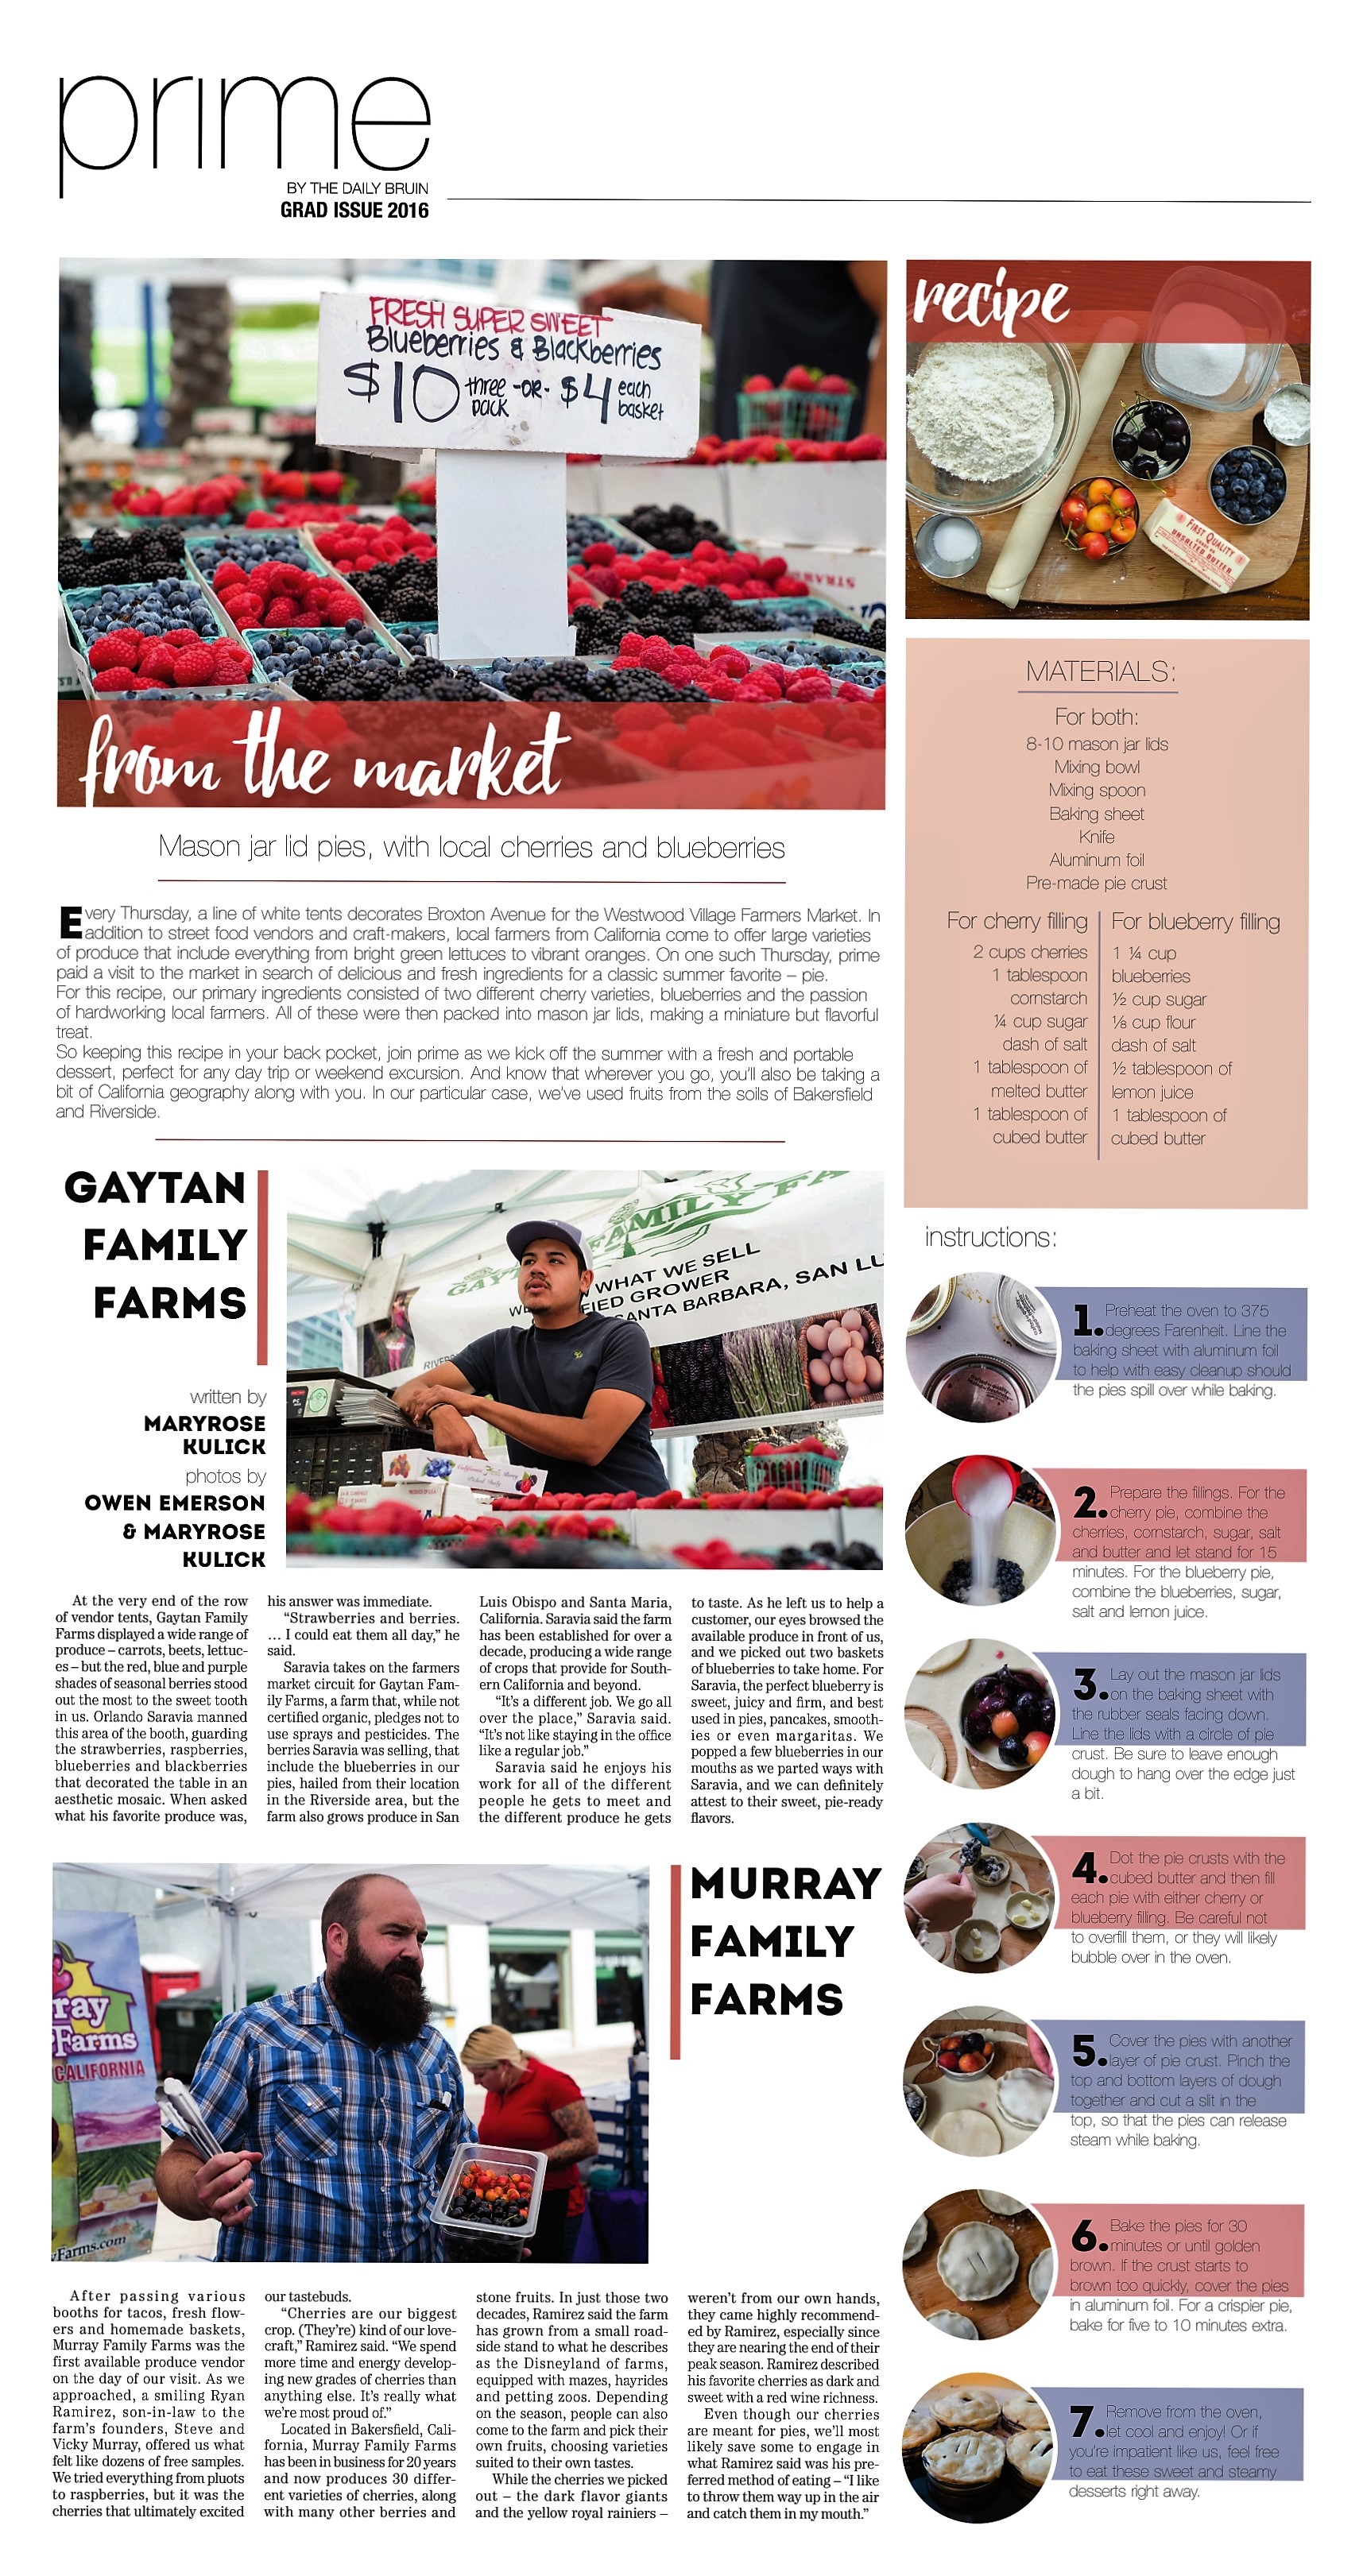 prime
BY THE DAILY BRUIN
GRAD ISSUE 2016
FRESH SUPER SWEET
Blueberries & Blackberries
$10 three pack -OR- $4 each basket
from the market
Mason jar lid pies, with local cherries and blueberries
Every Thursday, a line of white tents decorates Broxton Avenue for the Westwood Village Farmers Market. In
addition to street food vendors and craft-makers, local farmers from California come to offer large varieties
of produce that include everything from bright green lettuces to vibrant oranges. On one such Thursday, prime
paid a visit to the market in search of delicious and fresh ingredients for a classic summer favorite – pie.
For this recipe, our primary ingredients consisted of two different cherry varieties, blueberries and the passion
of hardworking local farmers. All of these were then packed into mason jar lids, making a miniature but flavorful
treat.
So keeping this recipe in your back pocket, join prime as we kick off the summer with a fresh and portable
dessert, perfect for any day trip or weekend excursion. And know that wherever you go, you'll also be taking a
bit of California geography along with you. In our particular case, we've used fruits from the soils of Bakersfield
and Riverside.
GAYTAN
FAMILY
FARMS
written by
MARYROSE
KULICK
photos by
OWEN EMERSON
& MARYROSE
KULICK
FAMILY FA
WHAT WE SELL
FIED GROWER
SANTA BARBARA, SAN LU
At the very end of the row
of vendor tents, Gaytan Family
Farms displayed a wide range of
produce – carrots, beets, lettuc-
es – but the red, blue and purple
shades of seasonal berries stood
out the most to the sweet tooth
in us. Orlando Saravia manned
this area of the booth, guarding
the strawberries, raspberries,
blueberries and blackberries
that decorated the table in an
aesthetic mosaic. When asked
what his favorite produce was,
his answer was immediate.
"Strawberries and berries.
… I could eat them all day," he
said.
Saravia takes on the farmers
market circuit for Gaytan Fam-
ily Farms, a farm that, while not
certified organic, pledges not to
use sprays and pesticides. The
berries Saravia was selling, that
include the blueberries in our
pies, hailed from their location
in the Riverside area, but the
farm also grows produce in San
Luis Obispo and Santa Maria,
California. Saravia said the farm
has been established for over a
decade, producing a wide range
of crops that provide for South-
ern California and beyond.
"It's a different job. We go all
over the place," Saravia said.
"It's not like staying in the office
like a regular job."
Saravia said he enjoys his
work for all of the different
people he gets to meet and
the different produce he gets
to taste. As he left us to help a
customer, our eyes browsed the
available produce in front of us,
and we picked out two baskets
of blueberries to take home. For
Saravia, the perfect blueberry is
sweet, juicy and firm, and best
used in pies, pancakes, smooth-
ies or even margaritas. We
popped a few blueberries in our
mouths as we parted ways with
Saravia, and we can definitely
attest to their sweet, pie-ready
flavors.
ray
Farms
CALIFORNIA
Farms.com
MURRAY
FAMILY
FARMS
After passing various
booths for tacos, fresh flow-
ers and homemade baskets,
Murray Family Farms was the
first available produce vendor
on the day of our visit. As we
approached, a smiling Ryan
Ramirez, son-in-law to the
farm's founders, Steve and
Vicky Murray, offered us what
felt like dozens of free samples.
We tried everything from pluots
to raspberries, but it was the
cherries that ultimately excited
our tastebuds.
"Cherries are our biggest
crop. (They're) kind of our love-
craft," Ramirez said. "We spend
more time and energy develop-
ing new grades of cherries than
anything else. It's really what
we're most proud of."
Located in Bakersfield, Cali-
fornia, Murray Family Farms
has been in business for 20 years
and now produces 30 differ-
ent varieties of cherries, along
with many other berries and
stone fruits. In just those two
decades, Ramirez said the farm
has grown from a small road-
side stand to what he describes
as the Disneyland of farms,
equipped with mazes, hayrides
and petting zoos. Depending
on the season, people can also
come to the farm and pick their
own fruits, choosing varieties
suited to their own tastes.
While the cherries we picked
out – the dark flavor giants
and the yellow royal rainiers –
weren't from our own hands,
they came highly recommend-
ed by Ramirez, especially since
they are nearing the end of their
peak season. Ramirez described
his favorite cherries as dark and
sweet with a red wine richness.
Even though our cherries
are meant for pies, we'll most
likely save some to engage in
what Ramirez said was his pre-
ferred method of eating – "I like
to throw them way up in the air
and catch them in my mouth."
recipe
FIRST QUALITY
UNSALTED BUTTER
MATERIALS:
For both:
8-10 mason jar lids
Mixing bowl
Mixing spoon
Baking sheet
Knife
Aluminum foil
Pre-made pie crust
For cherry filling
2 cups cherries
1 tablespoon
cornstarch
¼ cup sugar
dash of salt
1 tablespoon of
melted butter
1 tablespoon of
cubed butter
For blueberry filling
1 ¼ cup
blueberries
½ cup sugar
⅛ cup flour
dash of salt
½ tablespoon of
lemon juice
1 tablespoon of
cubed butter
instructions:
1. Preheat the oven to 375
degrees Farenheit. Line the
baking sheet with aluminum foil
to help with easy cleanup should
the pies spill over while baking.
2. Prepare the fillings. For the
cherry pie, combine the
cherries, cornstarch, sugar, salt
and butter and let stand for 15
minutes. For the blueberry pie,
combine the blueberries, sugar,
salt and lemon juice.
3. Lay out the mason jar lids
on the baking sheet with
the rubber seals facing down.
Line the lids with a circle of pie
crust. Be sure to leave enough
dough to hang over the edge just
a bit.
4. Dot the pie crusts with the
cubed butter and then fill
each pie with either cherry or
blueberry filling. Be careful not
to overfill them, or they will likely
bubble over in the oven.
5. Cover the pies with another
layer of pie crust. Pinch the
top and bottom layers of dough
together and cut a slit in the
top, so that the pies can release
steam while baking.
6. Bake the pies for 30
minutes or until golden
brown. If the crust starts to
brown too quickly, cover the pies
in aluminum foil. For a crispier pie,
bake for five to 10 minutes extra.
7. Remove from the oven,
let cool and enjoy! Or if
you're impatient like us, feel free
to eat these sweet and steamy
desserts right away.